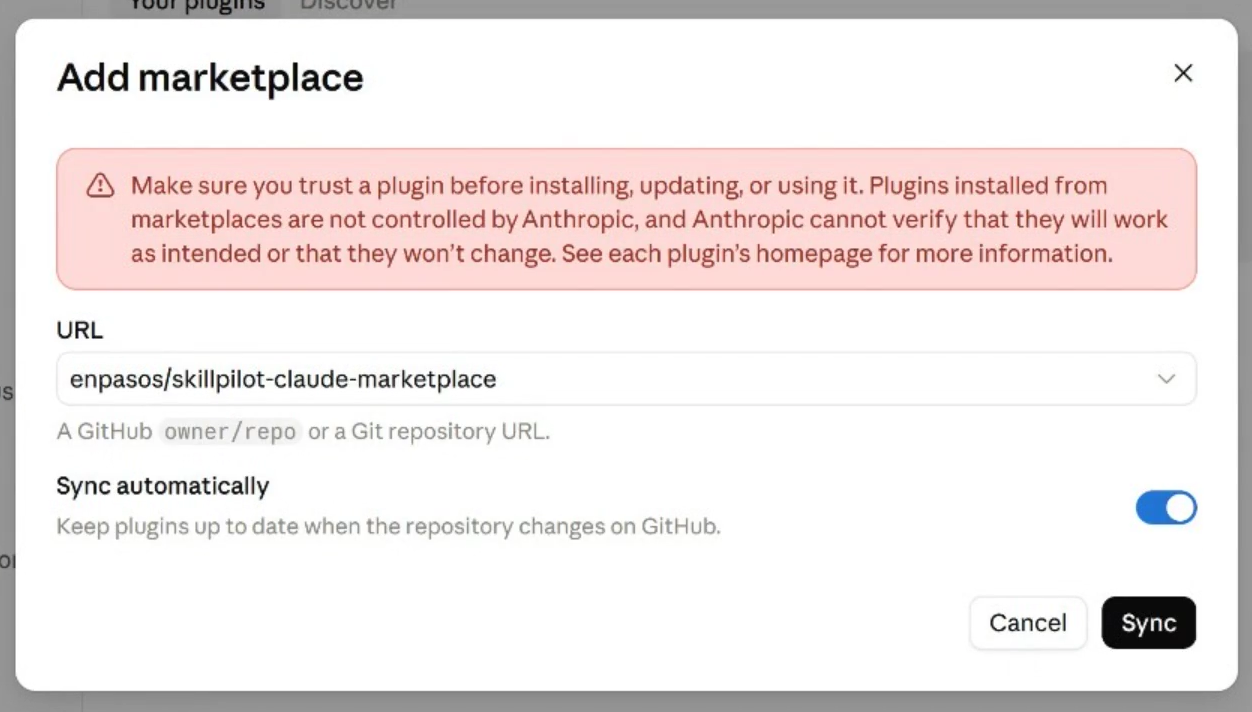 Your plugins Discover
Add marketplace
Make sure you trust a plugin before installing, updating, or using it. Plugins installed from
marketplaces are not controlled by Anthropic, and Anthropic cannot verify that they will work
as intended or that they won't change. See each plugin's homepage for more information.
URL
enpasos/skillpilot-claude-marketplace
A GitHub owner/repo or a Git repository URL.
Sync automatically
Keep plugins up to date when the repository changes on GitHub.
Cancel Sync